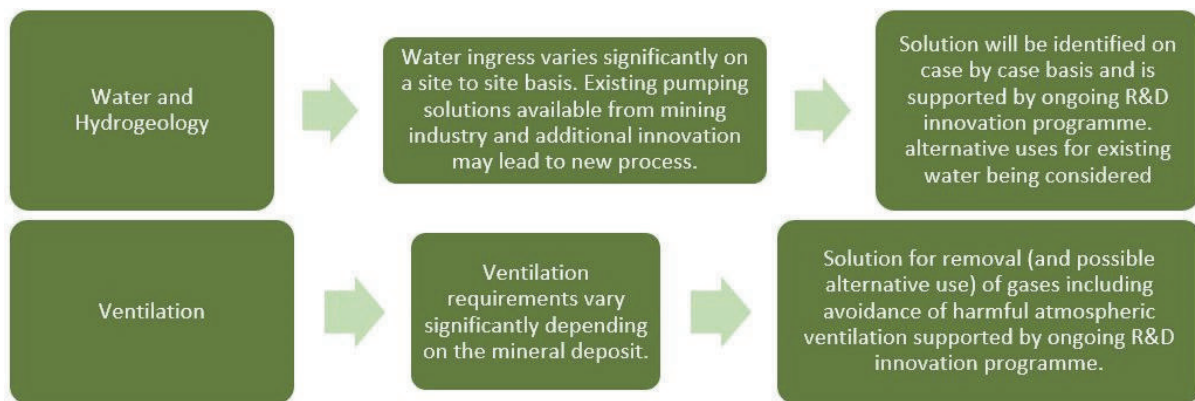 Water and
Hydrogeology
Water ingress varies significantly on
a site to site basis. Existing pumping
solutions available from mining
industry and additional innovation
may lead to new process.
Solution will be identified on
case by case basis and is
supported by ongoing R&D
innovation programme.
alternative uses for existing
water being considered
Ventilation
Ventilation
requirements vary
significantly depending
on the mineral deposit.
Solution for removal (and possible
alternative use) of gases including
avoidance of harmful atmospheric
ventilation supported by ongoing R&D
innovation programme.